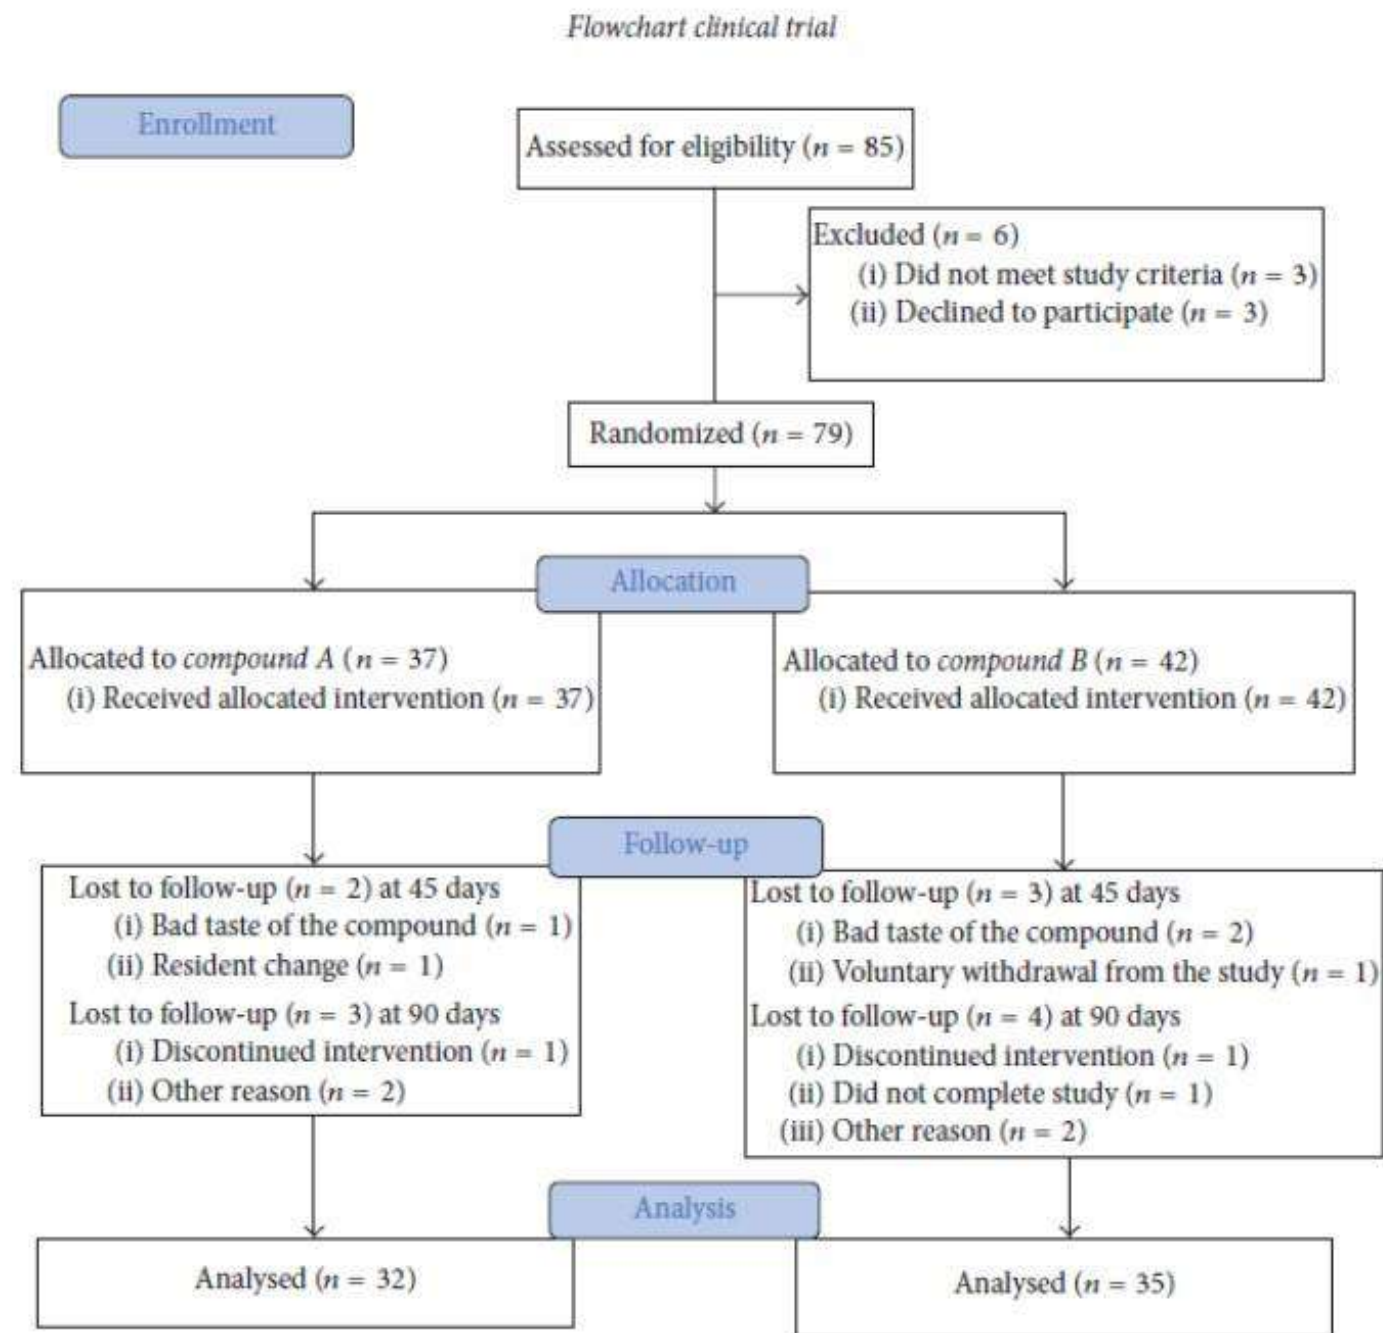 Flowchart clinical trial
Enrollment
Assessed for eligibility (n = 85)
Excluded (n = 6)
(i) Did not meet study criteria (n = 3)
(ii) Declined to participate (n = 3)
Randomized (n = 79)
Allocation
Allocated to compound A (n = 37)
(i) Received allocated intervention (n = 37)
Allocated to compound B (n = 42)
(i) Received allocated intervention (n = 42)
Follow-up
Lost to follow-up (n = 2) at 45 days
(i) Bad taste of the compound (n = 1)
(ii) Resident change (n = 1)
Lost to follow-up (n = 3) at 90 days
(i) Discontinued intervention (n = 1)
(ii) Other reason (n = 2)
Lost to follow-up (n = 3) at 45 days
(i) Bad taste of the compound (n = 2)
(ii) Voluntary withdrawal from the study (n = 1)
Lost to follow-up (n = 4) at 90 days
(i) Discontinued intervention (n = 1)
(ii) Did not complete study (n = 1)
(iii) Other reason (n = 2)
Analysis
Analysed (n = 32)
Analysed (n = 35)